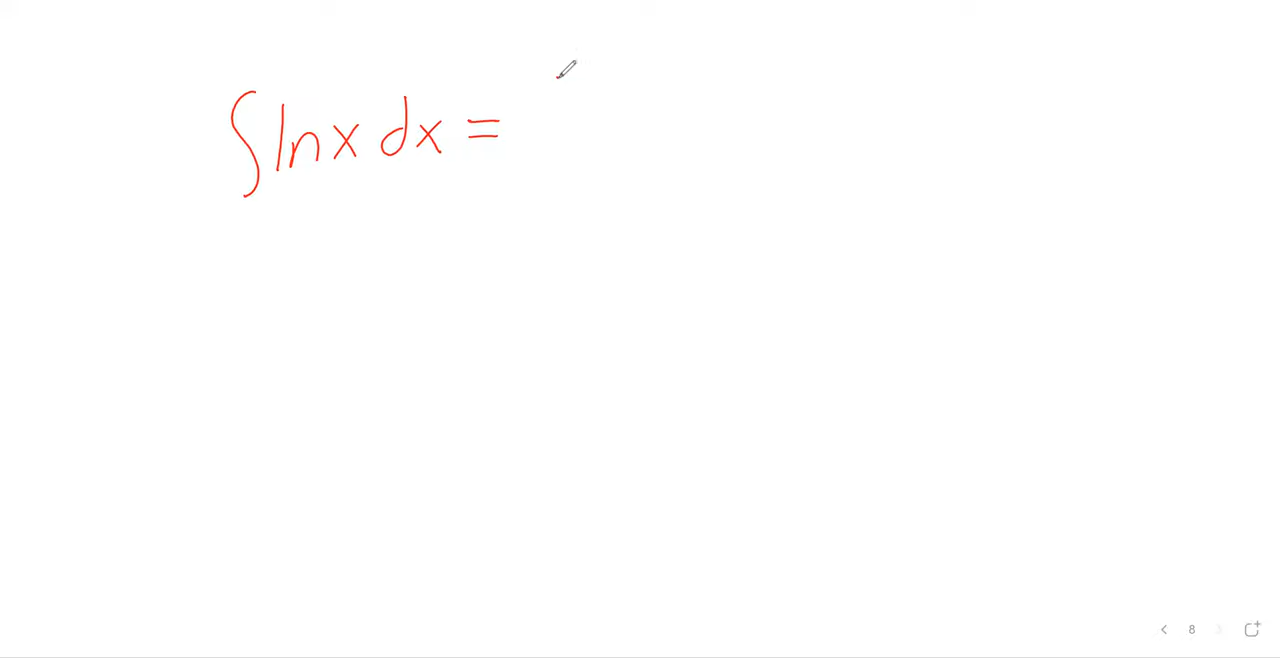 ∫ ln x dx =
8